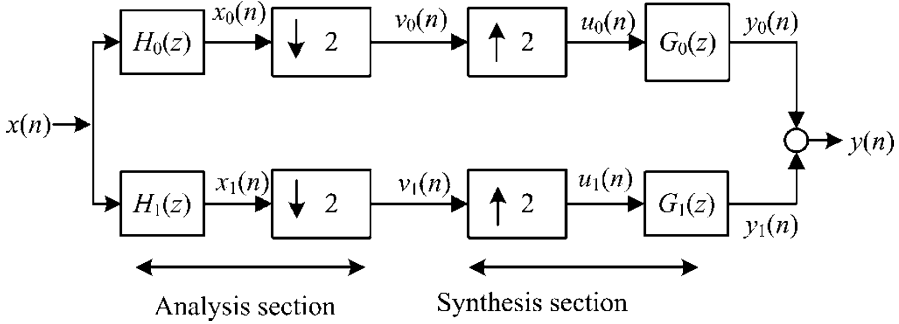 x₀(n) v₀(n) u₀(n) y₀(n)
H₀(z) ↓ 2 ↑ 2 G₀(z)
x(n) y(n)
x₁(n) v₁(n) u₁(n)
H₁(z) ↓ 2 ↑ 2 G₁(z)
y₁(n)
Analysis section Synthesis section